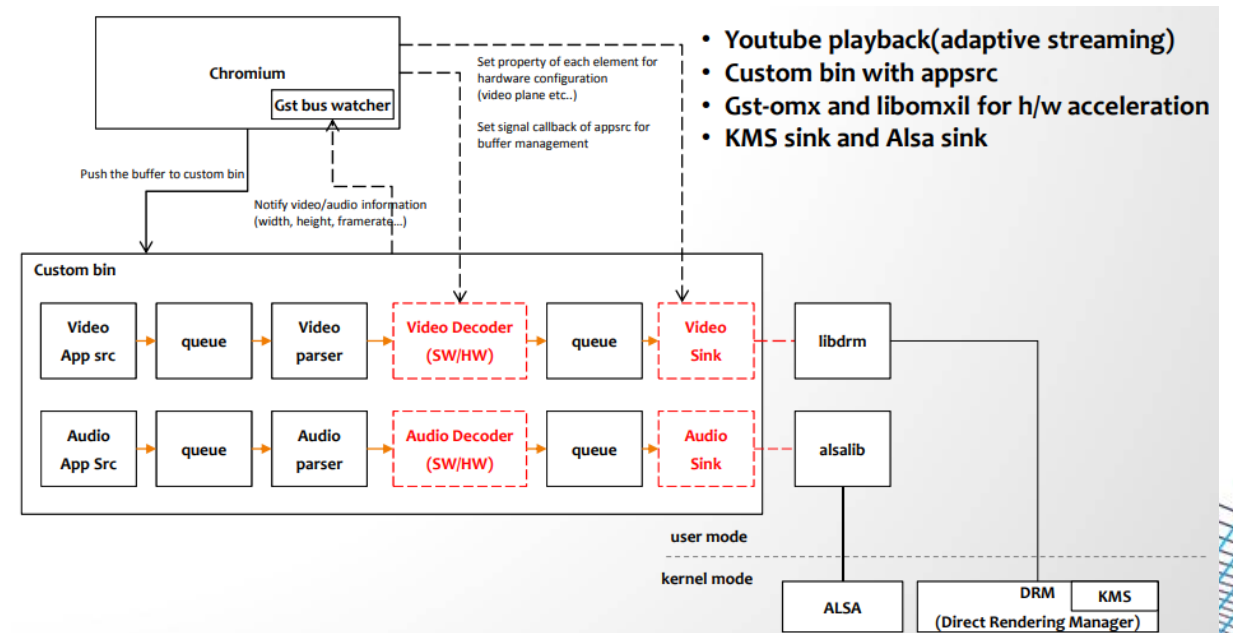 Chromium
Gst bus watcher
Set property of each element for
hardware configuration
(video plane etc..)
Set signal callback of appsrc for
buffer management
• Youtube playback(adaptive streaming)
• Custom bin with appsrc
• Gst-omx and libomxil for h/w acceleration
• KMS sink and Alsa sink
Push the buffer to custom bin
Notify video/audio information
(width, height, framerate...)
Custom bin
Video
App src
queue
Video
parser
Video Decoder
(SW/HW)
queue
Video
Sink
libdrm
Audio
App Src
queue
Audio
parser
Audio Decoder
(SW/HW)
queue
Audio
Sink
alsalib
user mode
kernel mode
ALSA
DRM
KMS
(Direct Rendering Manager)